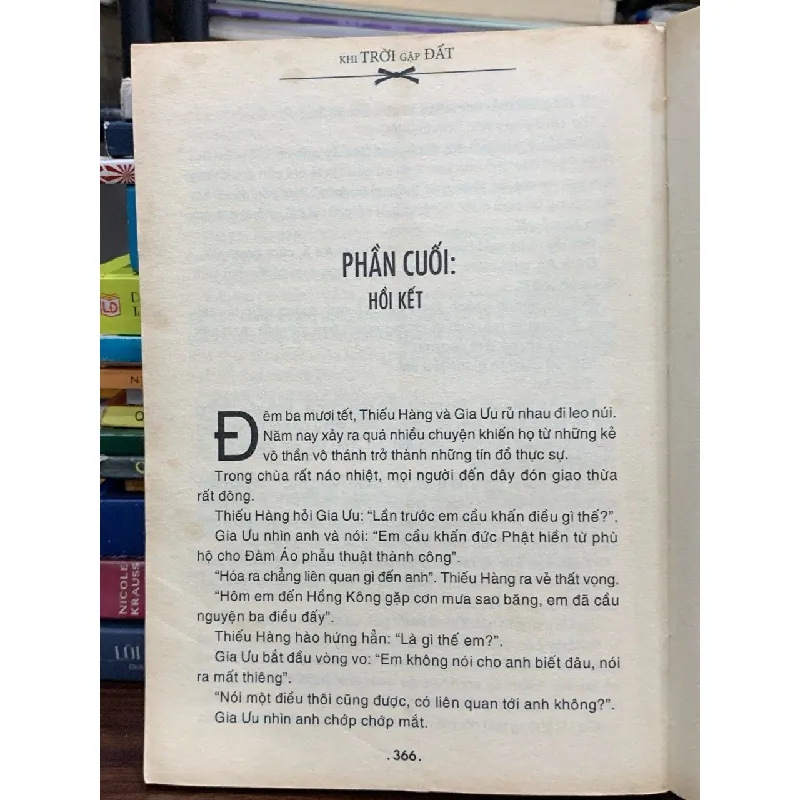 KHI TRỜI GẶP ĐẤT
PHẦN CUỐI:
HỒI KẾT
Đêm ba mươi tết, Thiếu Hàng và Gia Ưu rủ nhau đi leo núi.
Năm nay xảy ra quá nhiều chuyện khiến họ từ những kẻ
vô thần vô thánh trở thành những tín đồ thực sự.
Trong chùa rất náo nhiệt, mọi người đến đây đón giao thừa
rất đông.
Thiếu Hàng hỏi Gia Ưu: “Lần trước em cầu khấn điều gì thế?”.
Gia Ưu nhìn anh và nói: “Em cầu khấn đức Phật hiền từ phù
hộ cho Đàm Áo phẫu thuật thành công”.
“Hóa ra chẳng liên quan gì đến anh”. Thiếu Hàng ra vẻ thất vọng.
“Hôm em đến Hồng Kông gặp cơn mưa sao băng, em đã cầu
nguyện ba điều đấy”.
Thiếu Hàng hào hứng hẳn: “Là gì thế em?”.
Gia Ưu bắt đầu vòng vo: “Em không nói cho anh biết đâu, nói
ra mất thiêng”.
“Nói một điều thôi cũng được, có liên quan tới anh không?”.
Gia Ưu nhìn anh chớp chớp mắt.
. 366 .
NICOLE
KRAUSS